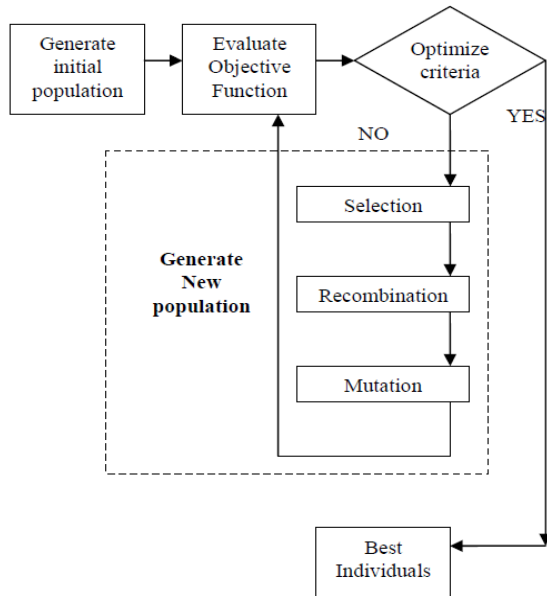 Generate
initial
population
Evaluate
Objective
Function
Optimize
criteria
YES
NO
Selection
Generate
New
population
Recombination
Mutation
Best
Individuals